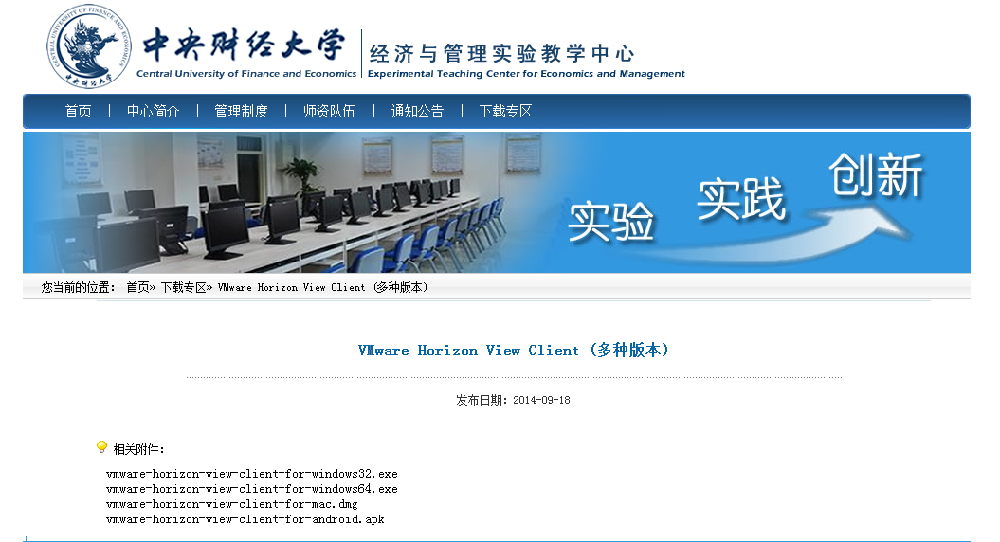 CENTRAL UNIVERSITY OF FINANCE AND ECONOMICS
中央财经大学
中央财经大学
Central University of Finance and Economics
经济与管理实验教学中心
Experimental Teaching Center for Economics and Management
首页 | 中心简介 | 管理制度 | 师资队伍 | 通知公告 | 下载专区
实验
实践
创新
您当前的位置： 首页» 下载专区» VMware Horizon View Client (多种版本)
VMware Horizon View Client (多种版本)
发布日期：2014-09-18
相关附件：
vmware-horizon-view-client-for-windows32.exe
vmware-horizon-view-client-for-windows64.exe
vmware-horizon-view-client-for-mac.dmg
vmware-horizon-view-client-for-android.apk